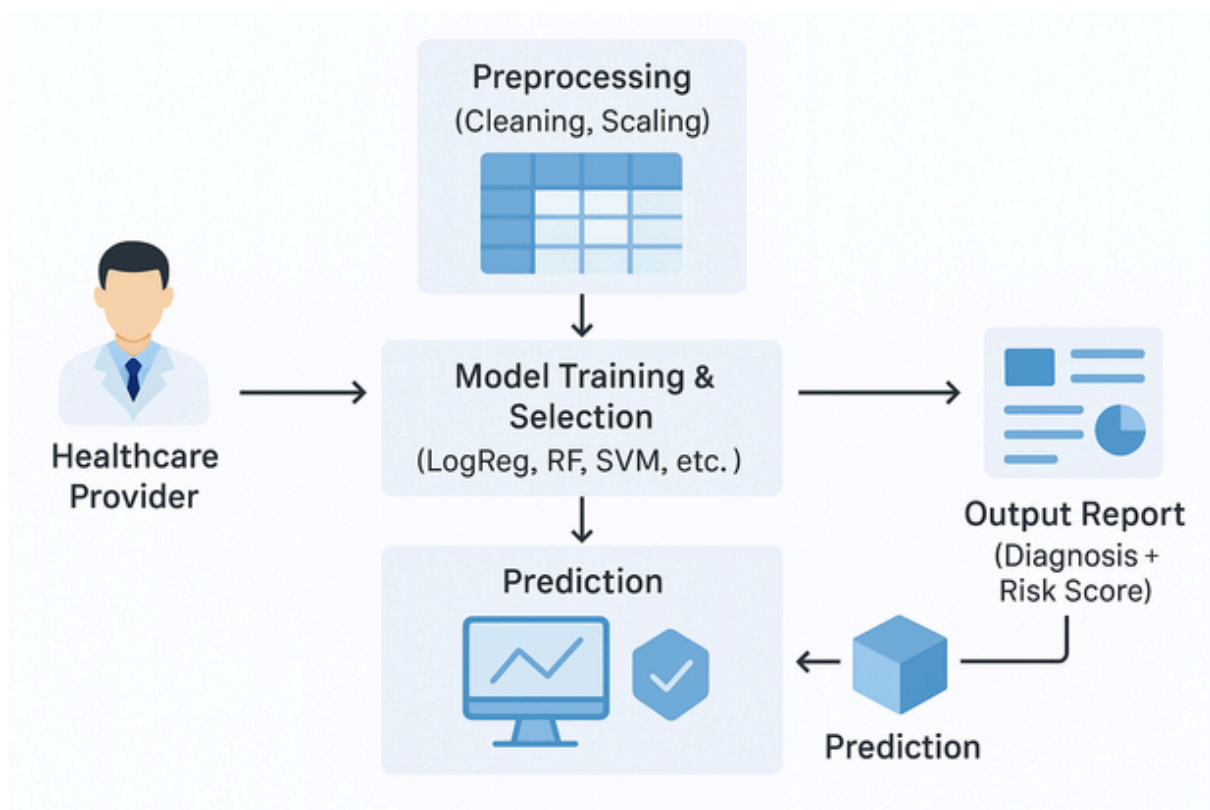 Preprocessing
(Cleaning, Scaling)
Healthcare
Provider
Model Training &
Selection
(LogReg, RF, SVM, etc. )
Output Report
(Diagnosis +
Risk Score)
Prediction
Prediction